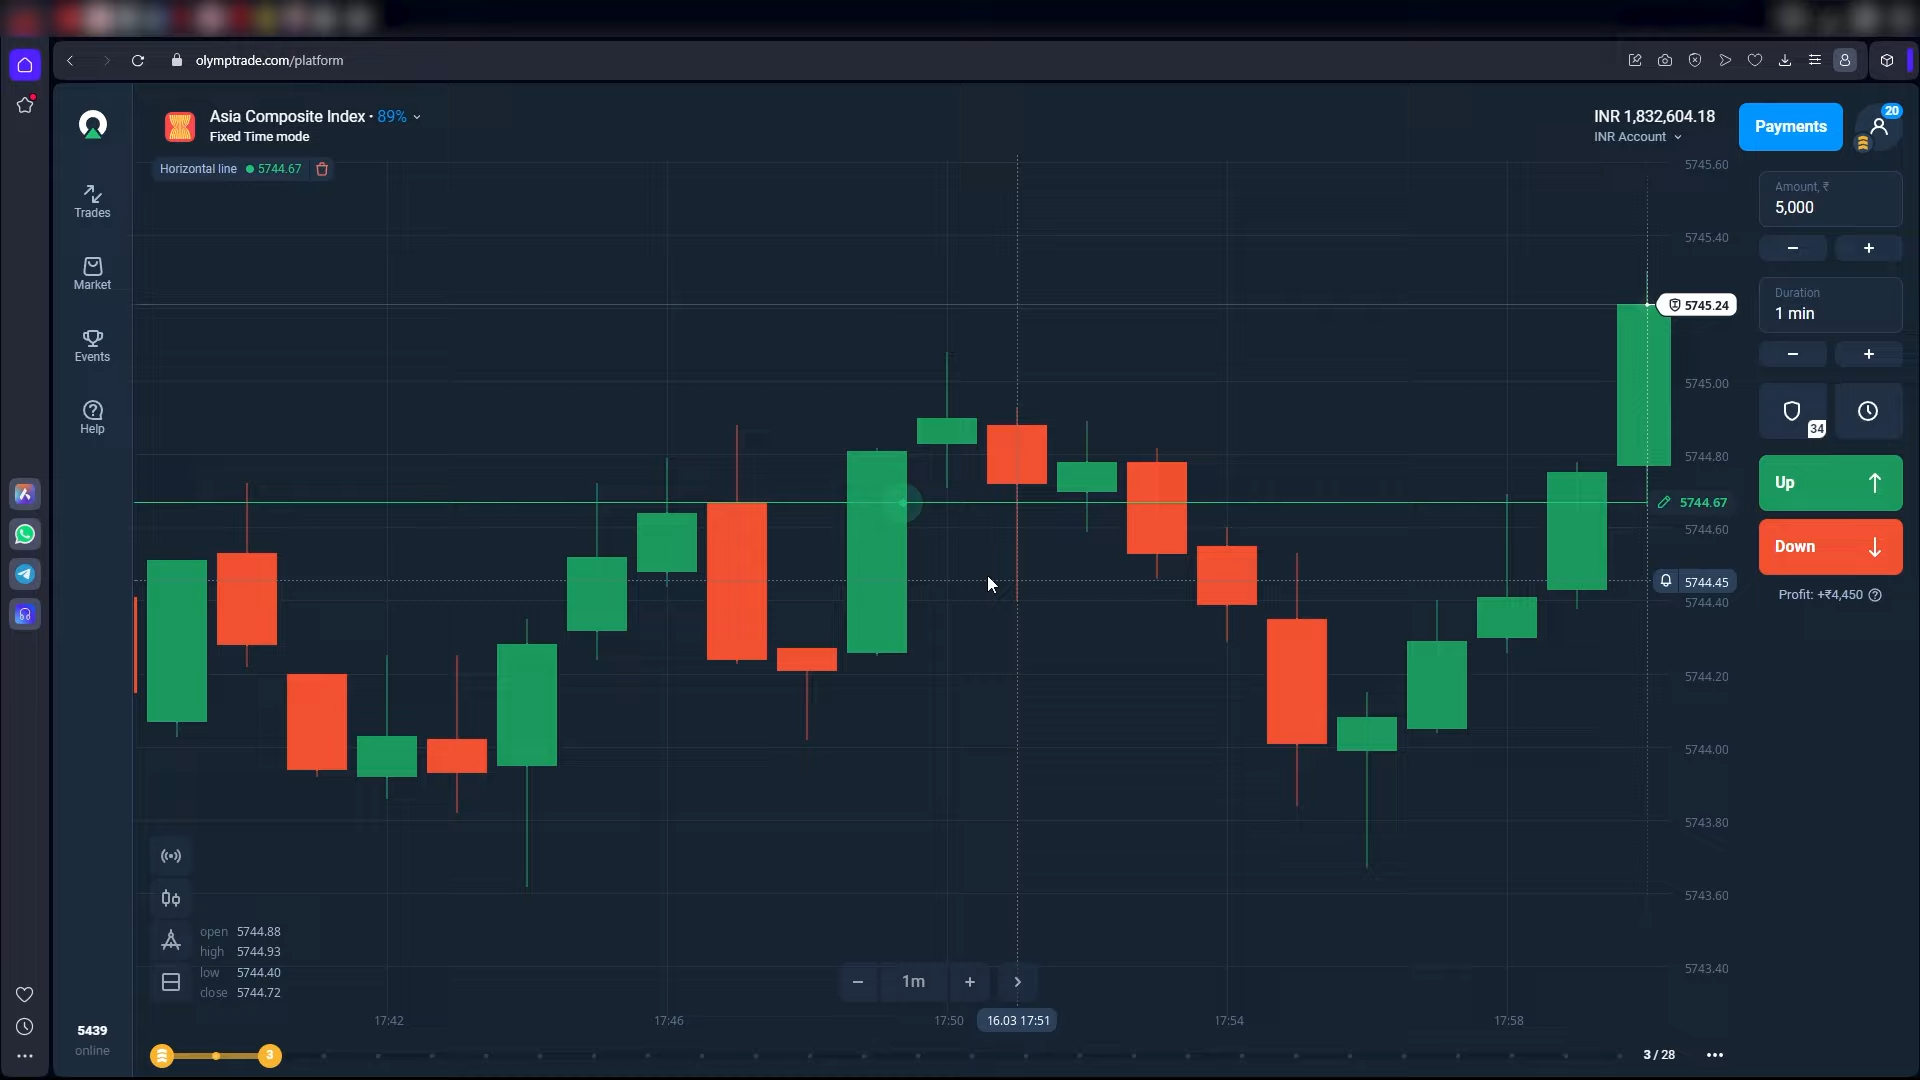 olymptrade.com/platform
Asia Composite Index · 89%
Fixed Time mode
INR 1,832,604.18
INR Account
Payments
20
Horizontal line 5744.67
Trades
Market
Events
Help
5745.60
5745.40
5745.24
5745.00
5744.80
5744.67
5744.60
5744.45
5744.40
5744.20
5744.00
5743.80
5743.60
5743.40
Amount, ₹
5,000
−
+
Duration
1 min
−
+
34
Up
Down
Profit: +₹4,450
open 5744.88
high 5744.93
low 5744.40
close 5744.72
− 1m +
17:42
17:46
17:50
16.03 17:51
17:54
17:58
5439
online
3
3 / 28